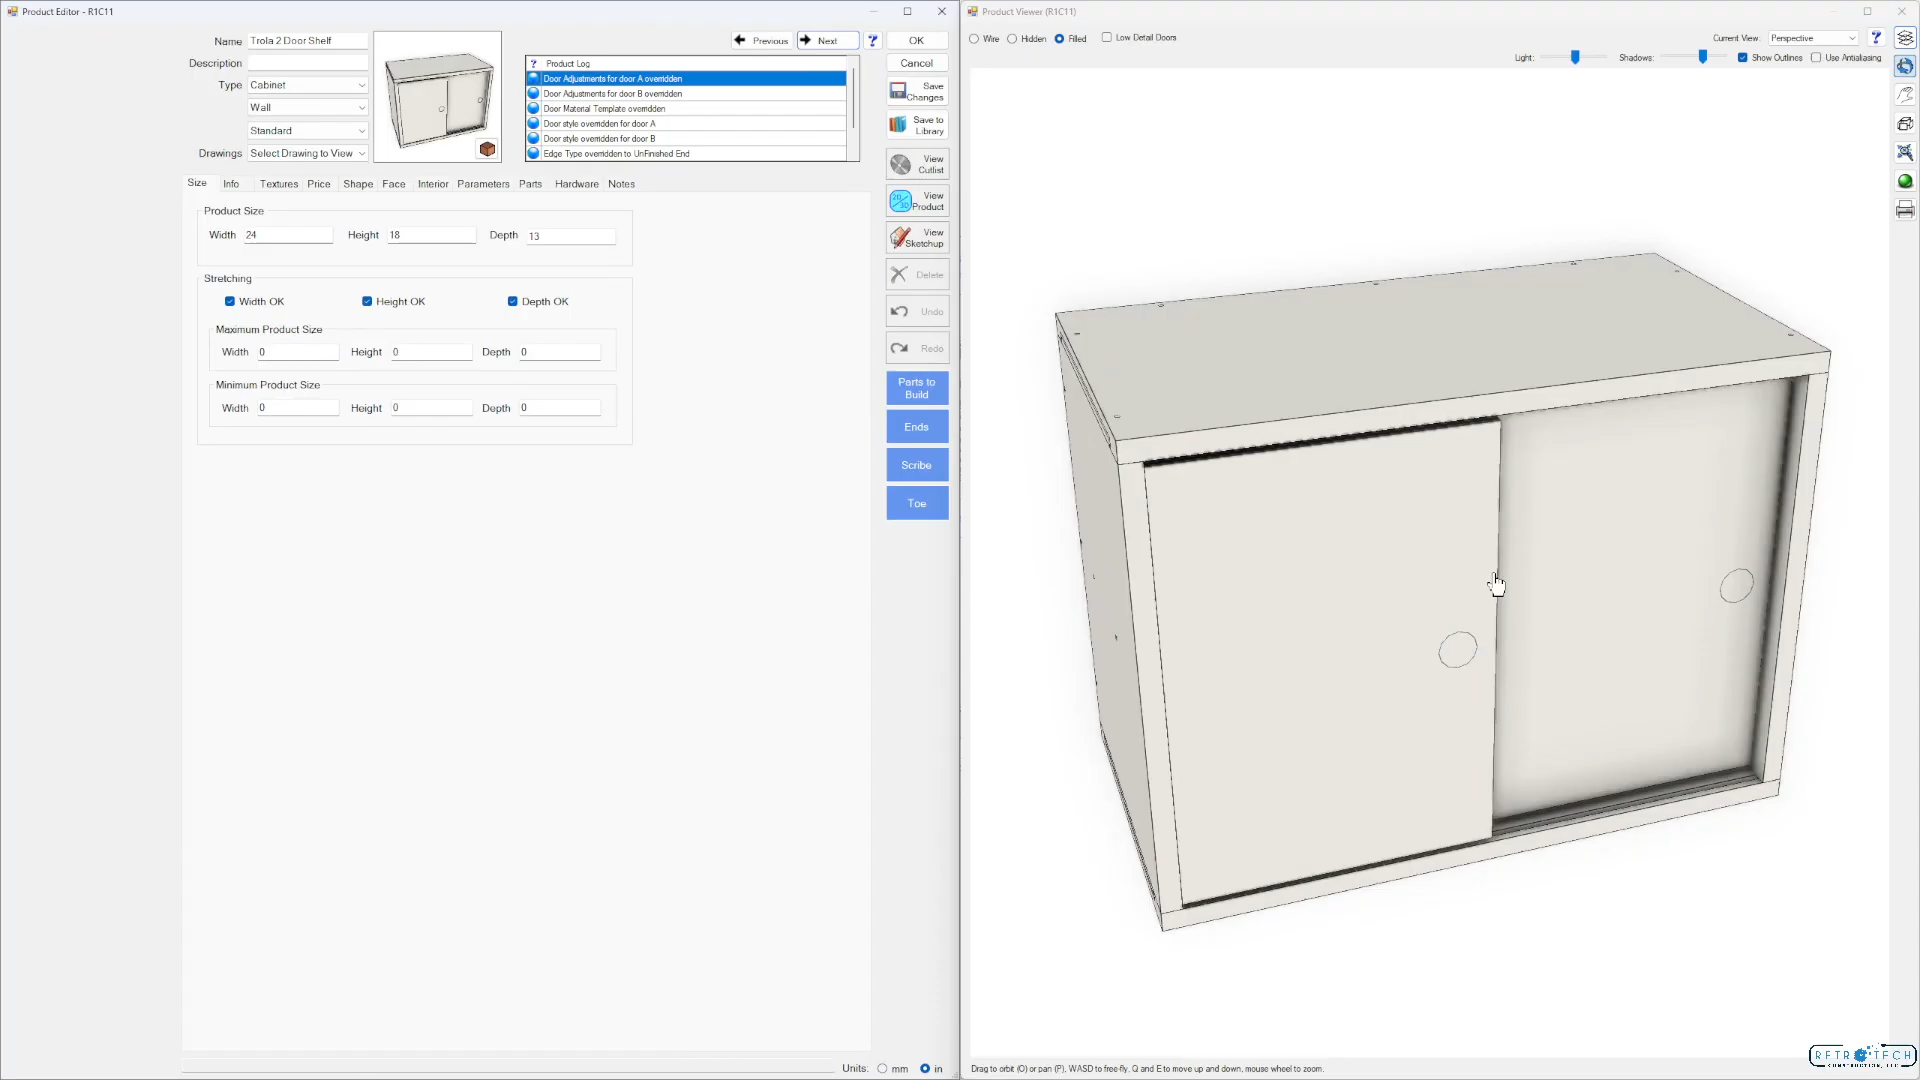 Product Editor - R1C11
Name Trola 2 Door Shelf
Description
Type Cabinet
Wall
Standard
Drawings Select Drawing to View
Previous Next ? OK
? Product Log
Door Adjustments for door A overridden
Door Adjustments for door B overridden
Door Material Template overridden
Door style overridden for door A
Door style overridden for door B
Edge Type overridden to UnFinished End
Cancel
Save Changes
Save to Library
View Cutlist
2D/3D View Product
View Sketchup
Delete
Undo
Redo
Parts to Build
Ends
Scribe
Toe
Size Info Textures Price Shape Face Interior Parameters Parts Hardware Notes
Product Size
Width 24 Height 18 Depth 13
Stretching
Width OK Height OK Depth OK
Maximum Product Size
Width 0 Height 0 Depth 0
Minimum Product Size
Width 0 Height 0 Depth 0
Units: mm in
Product Viewer (R1C11)
Wire Hidden Filled Low Detail Doors
Current View: Perspective ?
Light: Shadows: Show Outlines Use Antialiasing
Drag to orbit (O) or pan (P), WASD to free-fly, Q and E to move up and down, mouse wheel to zoom.
RETROTECH
CONSTRUCTION, LLC